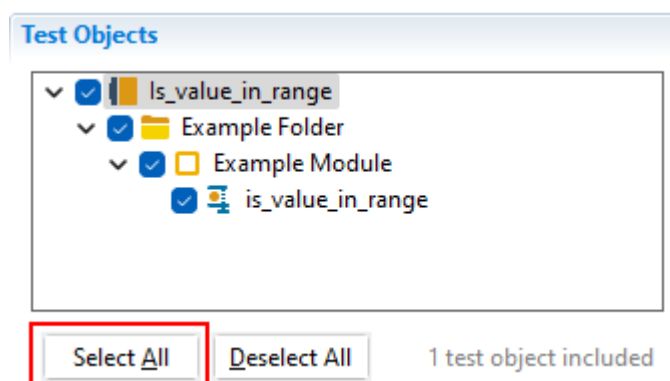 Test Objects
Is_value_in_range
Example Folder
Example Module
is_value_in_range
Select All Deselect All 1 test object included